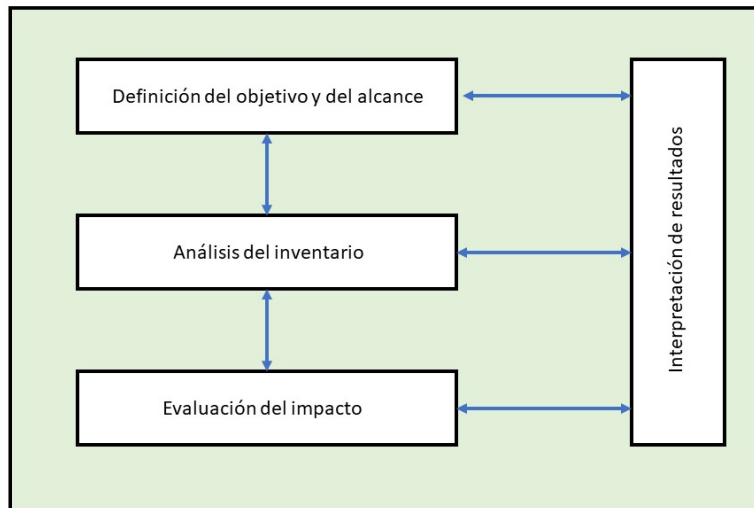 Definición del objetivo y del alcance
Análisis del inventario
Evaluación del impacto
Interpretación de resultados